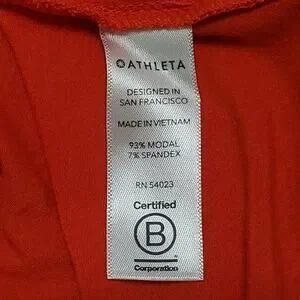 ATHLETA
DESIGNED IN
SAN FRANCISCO
MADE IN VIETNAM
93% MODAL
7% SPANDEX
RN 54023
Certified
B
Corporation